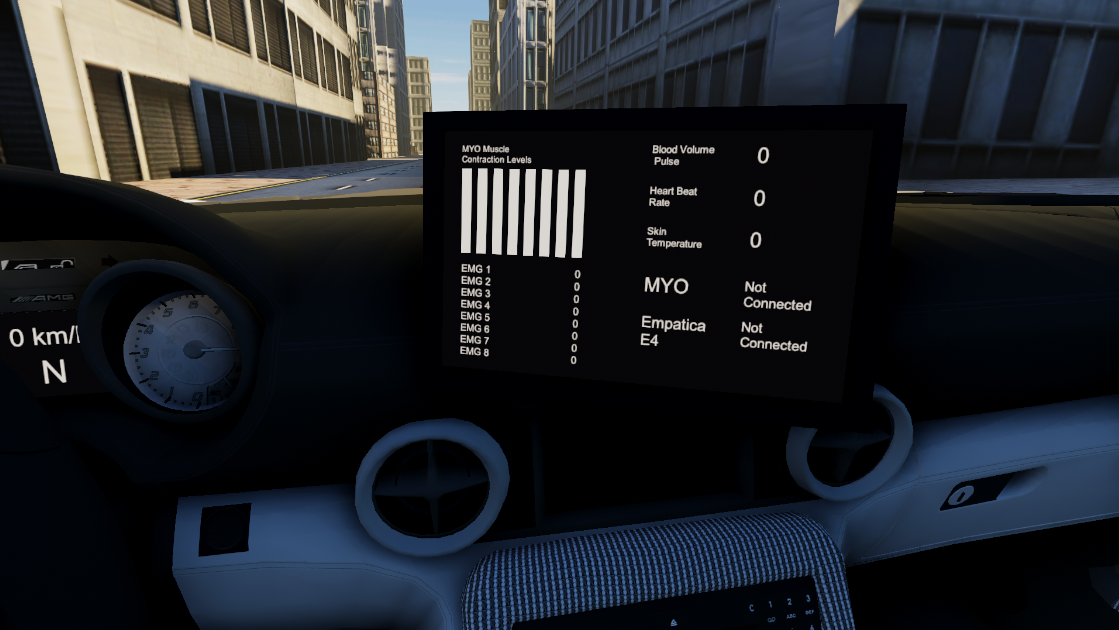 MYO Muscle
Contraction Levels
EMG 1 0
EMG 2 0
EMG 3 0
EMG 4 0
EMG 5 0
EMG 6 0
EMG 7 0
EMG 8 0
Blood Volume
Pulse
0
Heart Beat
Rate
0
Skin
Temperature
0
MYO
Not
Connected
Empatica
E4
Not
Connected
AMG
0 km/
N
C 1 2 3